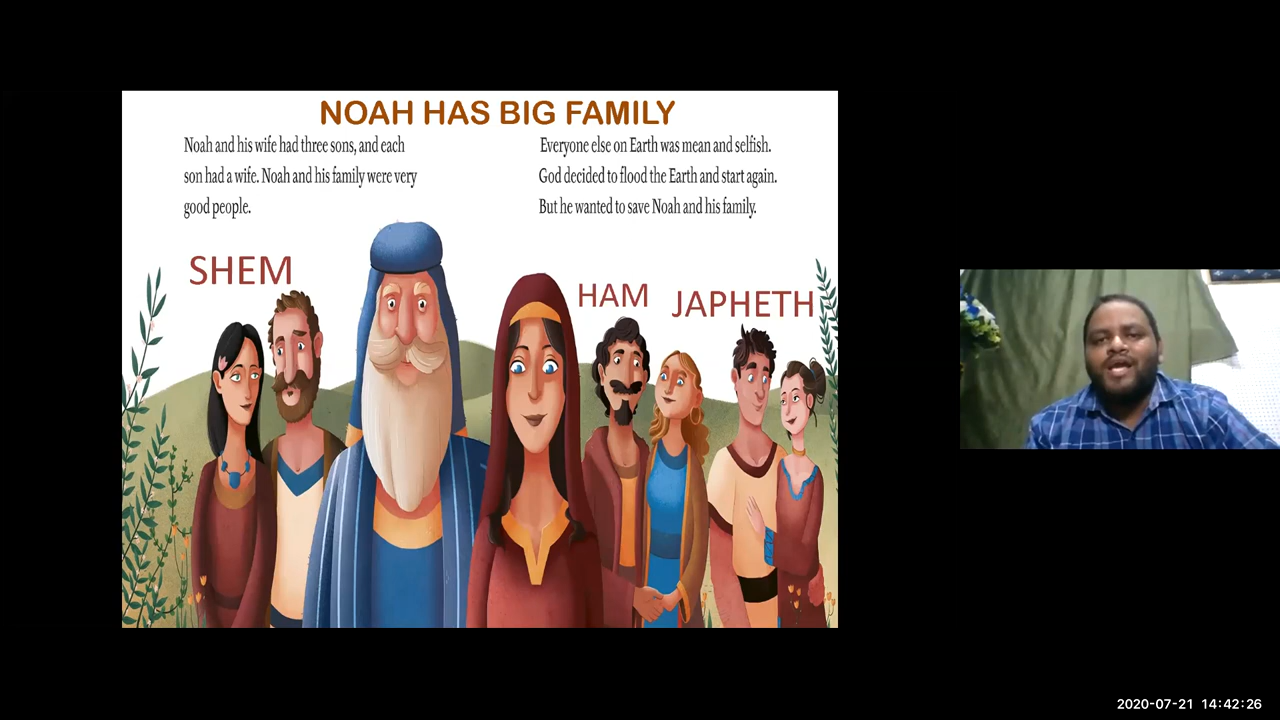 NOAH HAS BIG FAMILY
Noah and his wife had three sons, and each
son had a wife. Noah and his family were very
good people.
Everyone else on Earth was mean and selfish.
God decided to flood the Earth and start again.
But he wanted to save Noah and his family.
SHEM
HAM
JAPHETH
2020-07-21 14:42:26